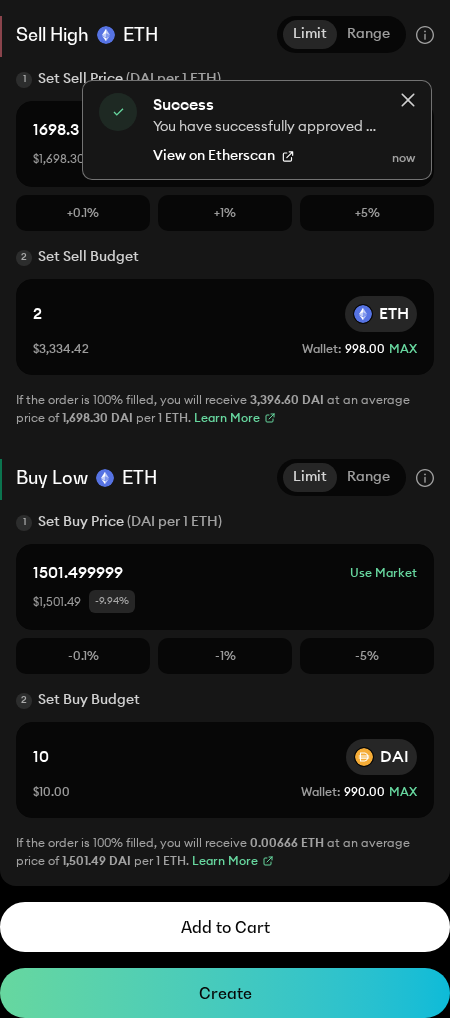 Sell High ETH
Limit Range
1 Set Sell Price (DAI per 1 ETH)
Success
You have successfully approved ...
View on Etherscan
now
1698.3
$1,698.30
+0.1% +1% +5%
2 Set Sell Budget
2 ETH
$3,334.42 Wallet: 998.00 MAX
If the order is 100% filled, you will receive 3,396.60 DAI at an average
price of 1,698.30 DAI per 1 ETH. Learn More
Buy Low ETH
Limit Range
1 Set Buy Price (DAI per 1 ETH)
1501.499999 Use Market
$1,501.49 -9.94%
-0.1% -1% -5%
2 Set Buy Budget
10 DAI
$10.00 Wallet: 990.00 MAX
If the order is 100% filled, you will receive 0.00666 ETH at an average
price of 1,501.49 DAI per 1 ETH. Learn More
Add to Cart
Create